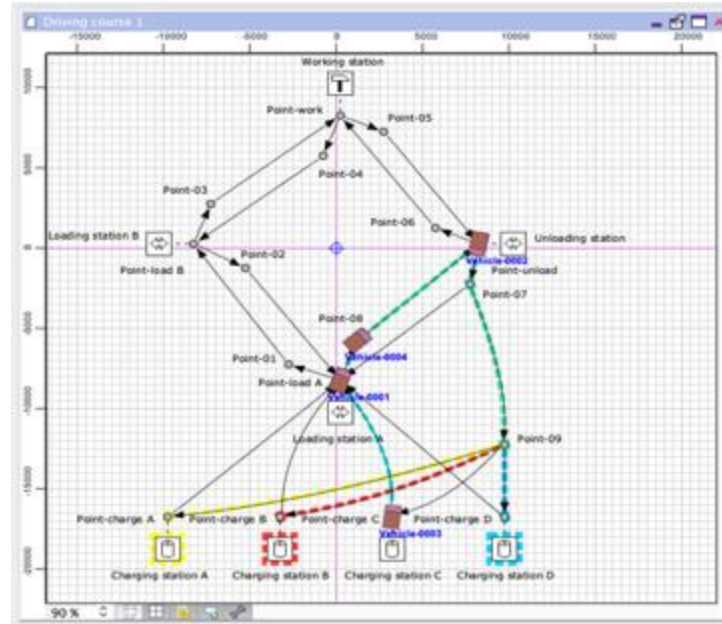 Driving course 1
-15000 -10000 -5000 0 5000 10000 15000 20000
10000
5000
0
-5000
-10000
-15000
-20000
Working station
Point-work
Point-05
Point-04
Point-03
Point-06
Loading station B
Unloading station
Point-02
Vehicle-0002
Point-load B
Point-unload
Point-07
Point-08
Vehicle-0004
Point-01
Point-load A
Vehicle-0001
Loading station A
Point-09
Point-charge A
Point-charge B
Point-charge C
Point-charge D
Vehicle-0003
Charging station A
Charging station B
Charging station C
Charging station D
90 %